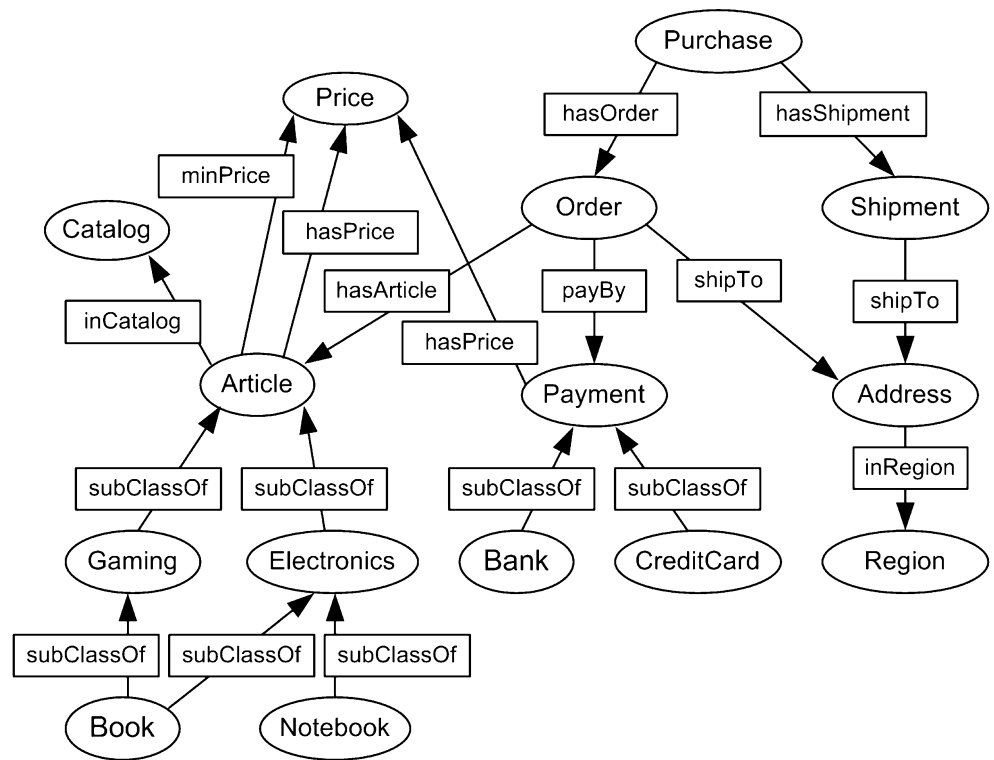 Purchase
Price
hasOrder
hasShipment
minPrice
Catalog
hasPrice
Order
Shipment
hasArticle
payBy
shipTo
shipTo
inCatalog
hasPrice
Article
Payment
Address
subClassOf
subClassOf
subClassOf
subClassOf
inRegion
Gaming
Electronics
Bank
CreditCard
Region
subClassOf
subClassOf
subClassOf
Book
Notebook